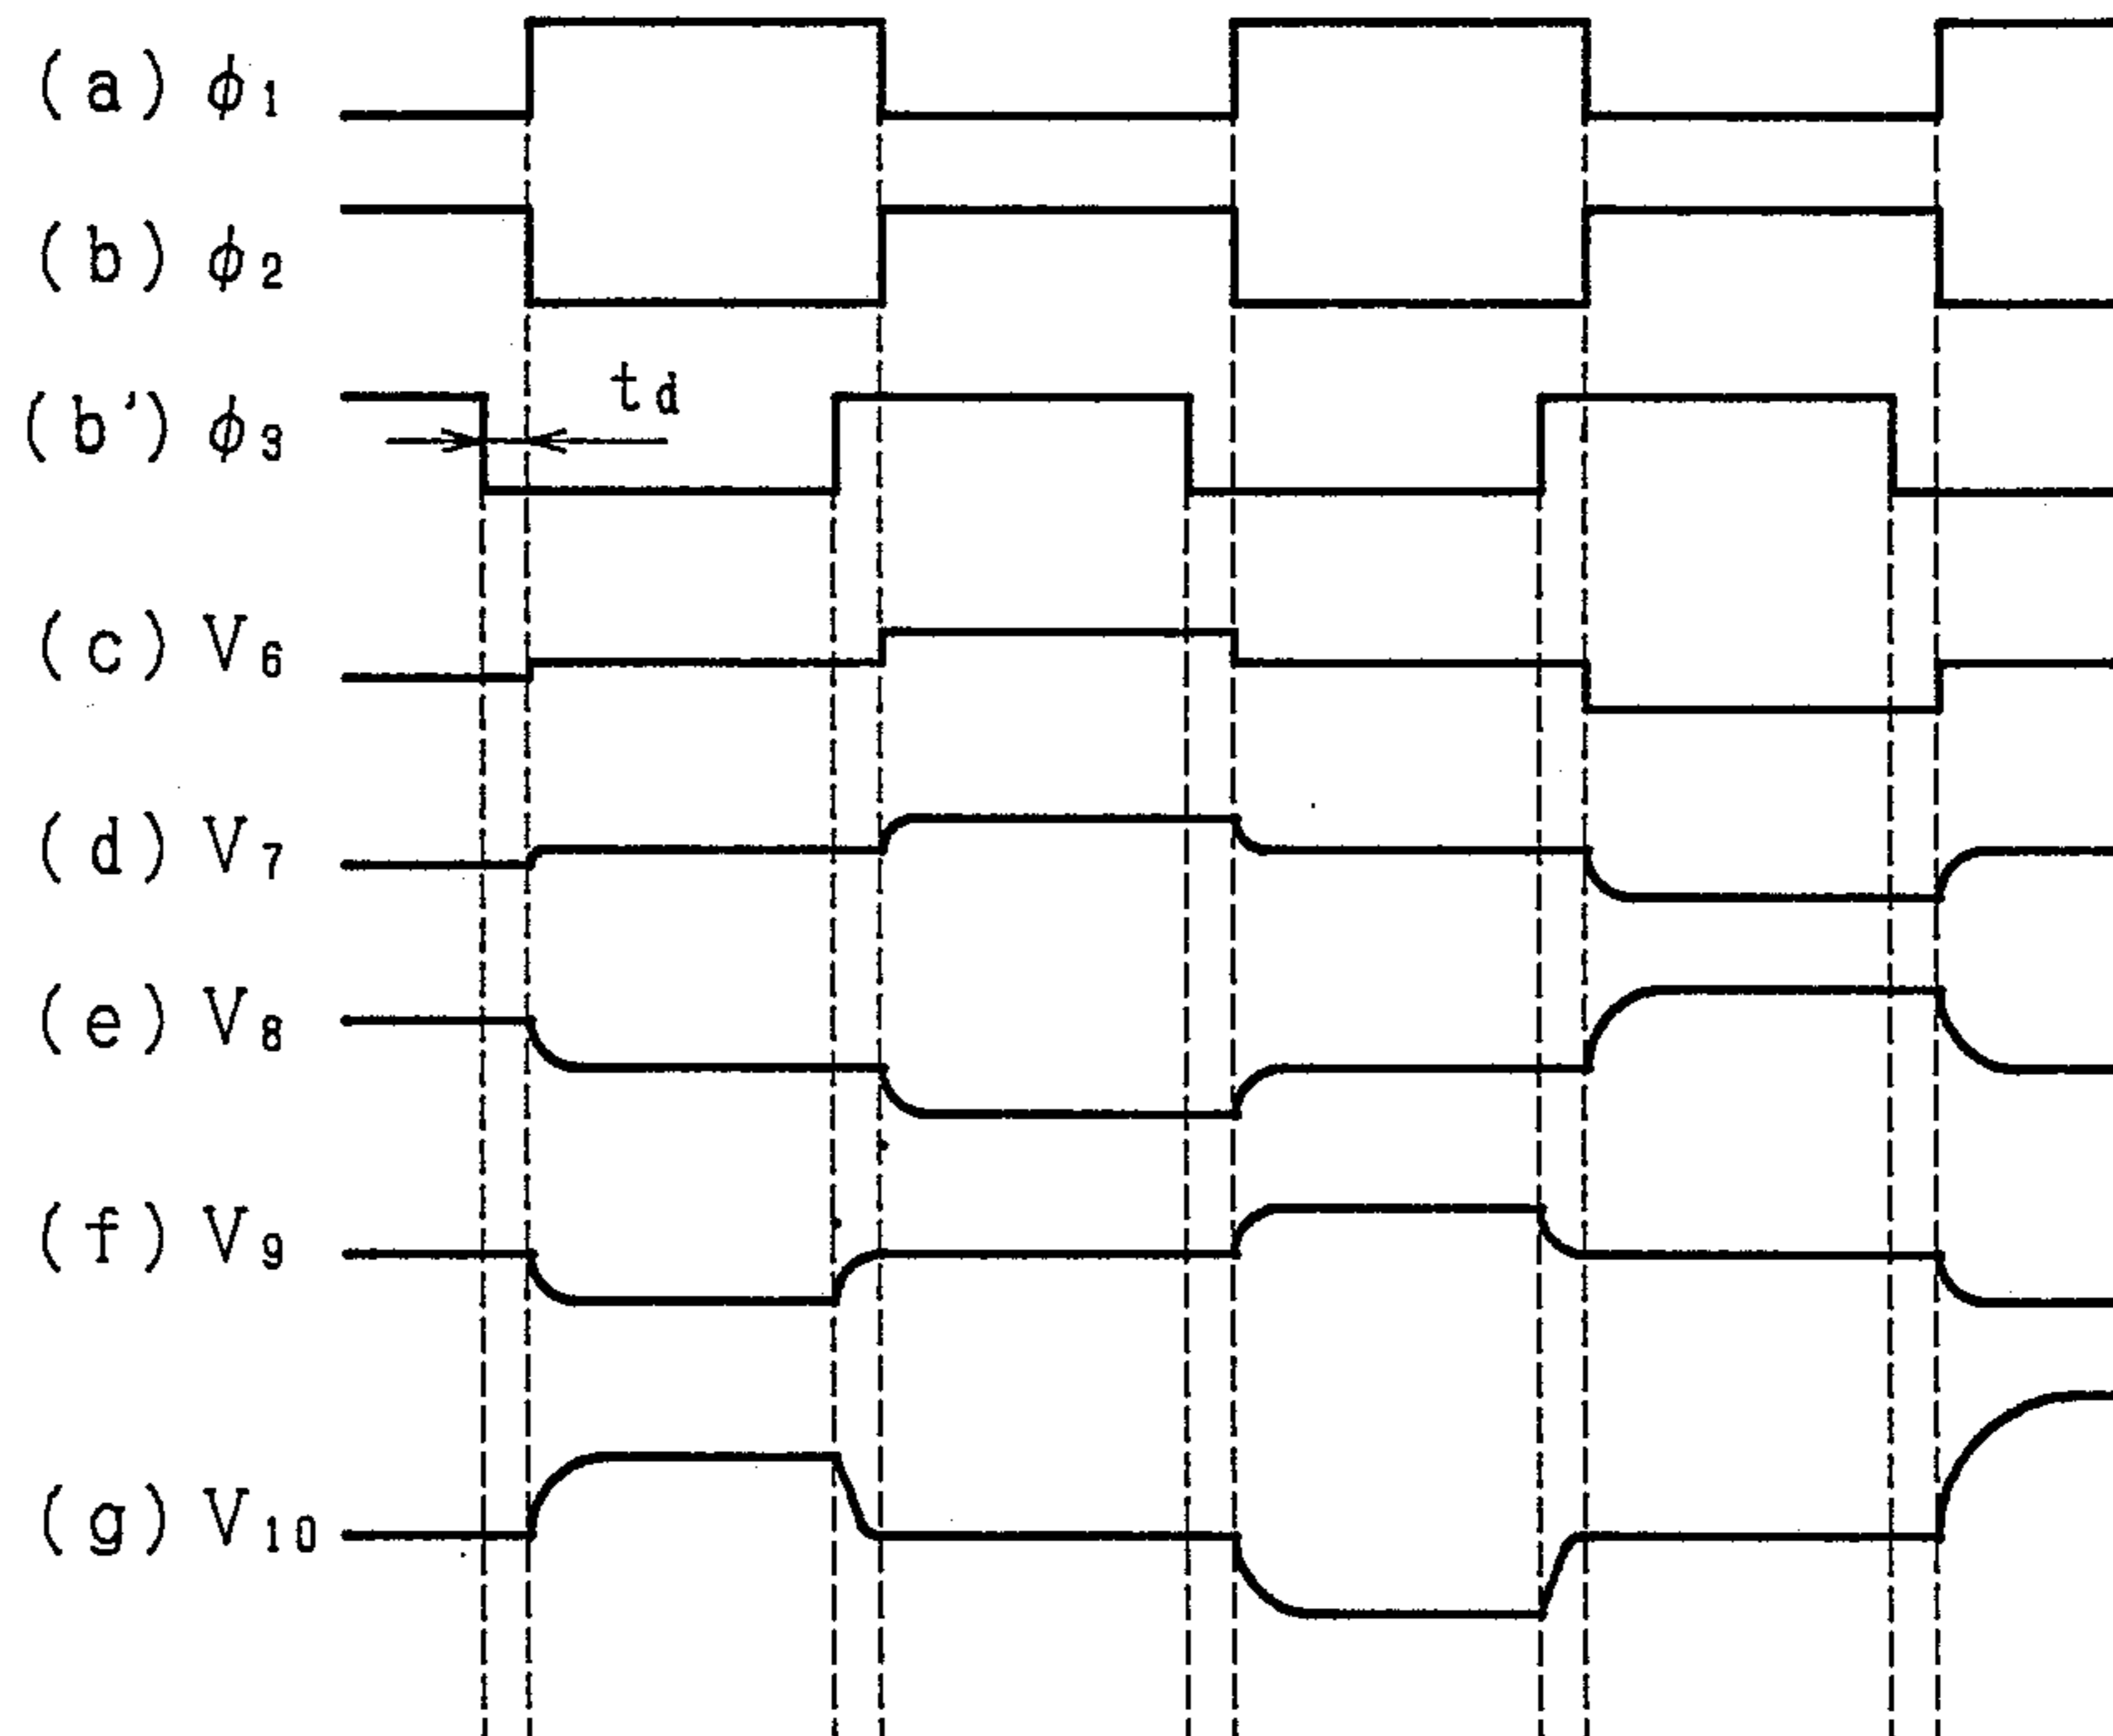 (a) ϕ1
(b) ϕ2
(b') ϕ3
td
(c) V6
(d) V7
(e) V8
(f) V9
(g) V10